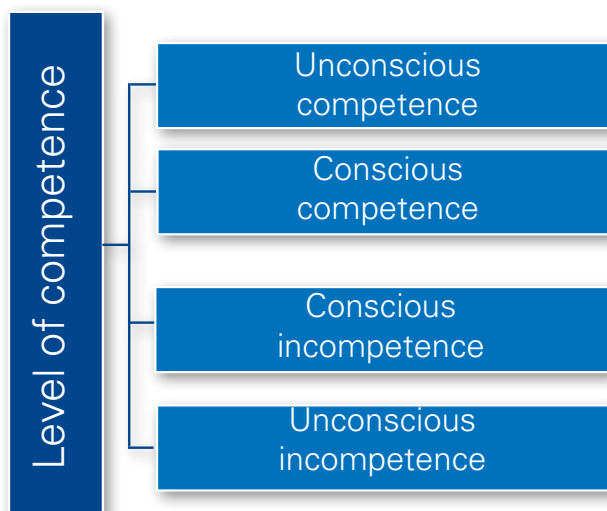 Level of competence
Unconscious
competence
Conscious
competence
Conscious
incompetence
Unconscious
incompetence